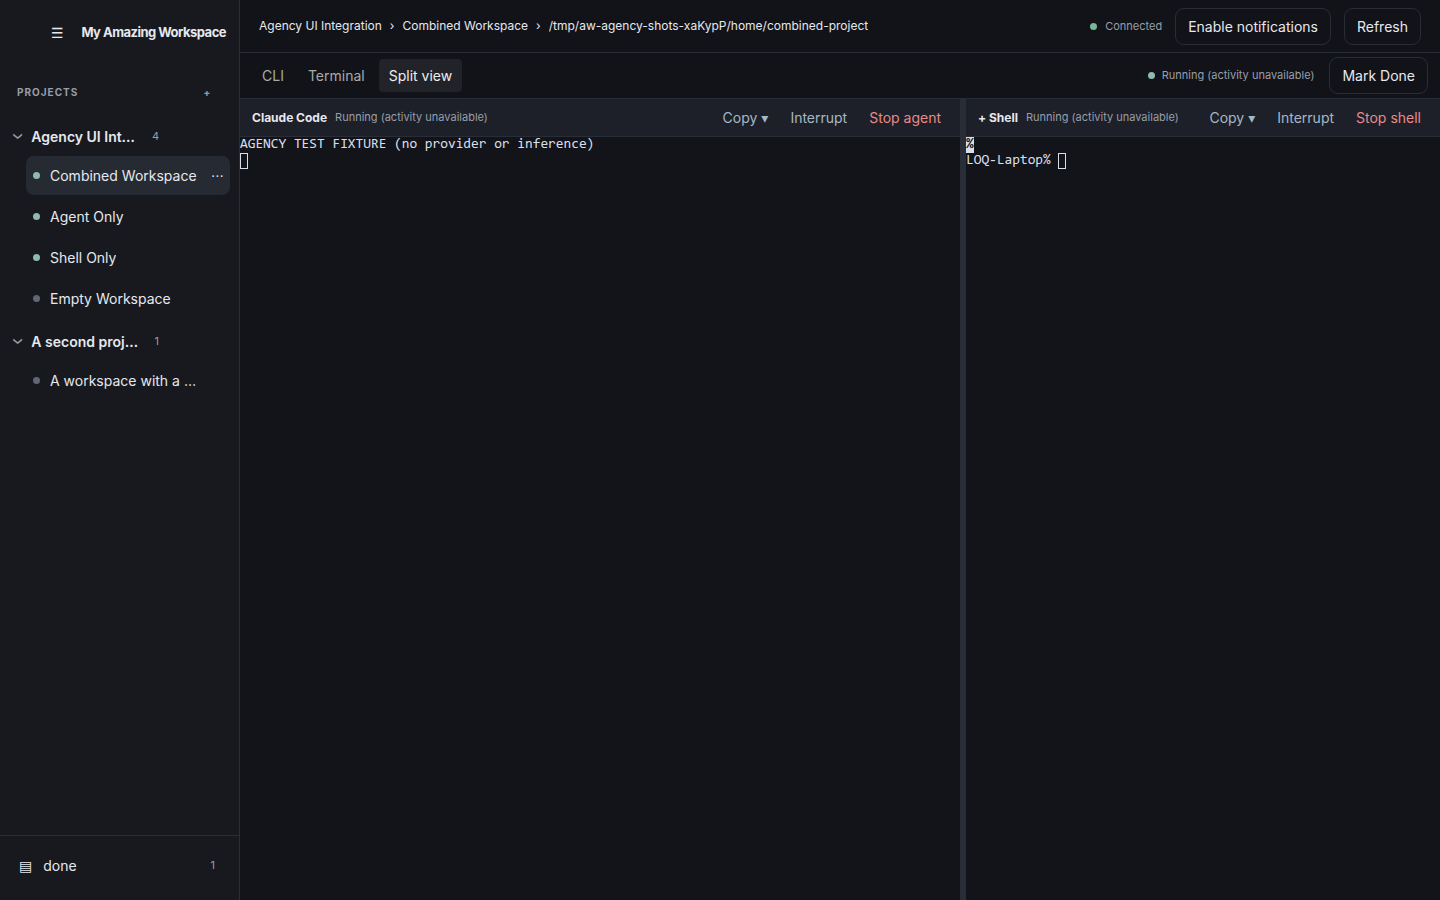 ☰ My Amazing Workspace
PROJECTS +
Agency UI Int... 4
Combined Workspace ...
Agent Only
Shell Only
Empty Workspace
A second proj... 1
A workspace with a ...
done 1
Agency UI Integration › Combined Workspace › /tmp/aw-agency-shots-xaKypP/home/combined-project
Connected Enable notifications Refresh
CLI Terminal Split view
Running (activity unavailable) Mark Done
Claude Code Running (activity unavailable) Copy ▾ Interrupt Stop agent
AGENCY TEST FIXTURE (no provider or inference)
+ Shell Running (activity unavailable) Copy ▾ Interrupt Stop shell
%
LOQ-Laptop%